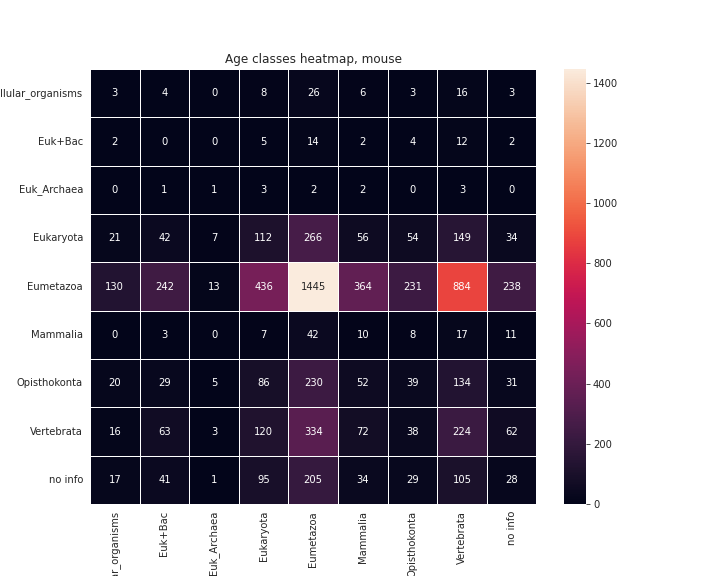 Age classes heatmap, mouse
llular_organisms 3 4 0 8 26 6 3 16 3
Euk+Bac 2 0 0 5 14 2 4 12 2
Euk_Archaea 0 1 1 3 2 2 0 3 0
Eukaryota 21 42 7 112 266 56 54 149 34
Eumetazoa 130 242 13 436 1445 364 231 884 238
Mammalia 0 3 0 7 42 10 8 17 11
Opisthokonta 20 29 5 86 230 52 39 134 31
Vertebrata 16 63 3 120 334 72 38 224 62
no info 17 41 1 95 205 34 29 105 28
ar_organisms
Euk+Bac
Euk_Archaea
Eukaryota
Eumetazoa
Mammalia
Opisthokonta
Vertebrata
no info
1400
1200
1000
800
600
400
200
0